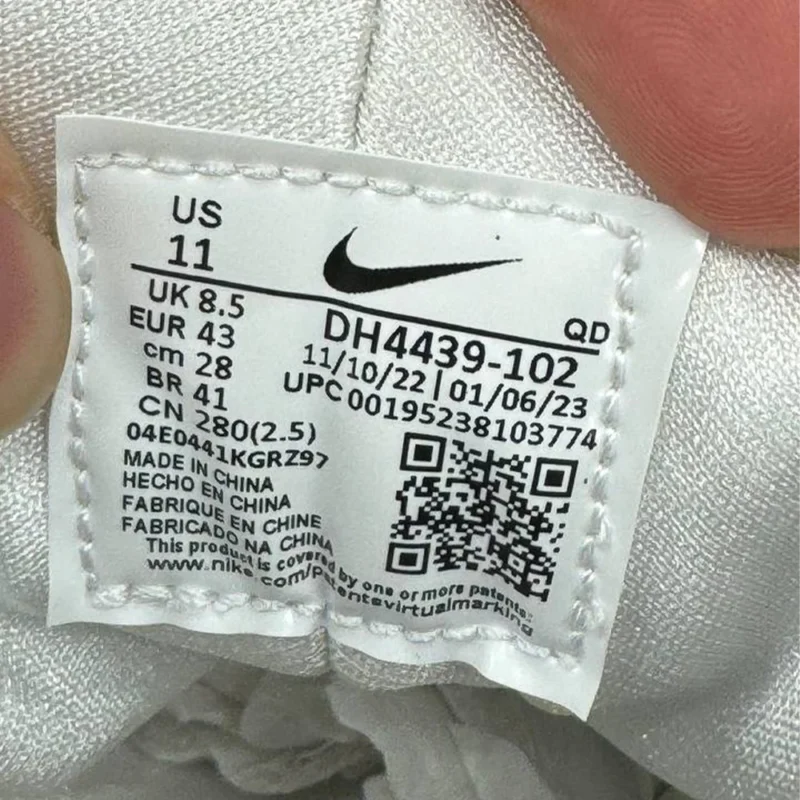 US
11
UK 8.5
EUR 43
cm 28
BR 41
CN 280(2.5)
04E0441KGRZ97
MADE IN CHINA
HECHO EN CHINA
FABRIQUE EN CHINE
FABRICADO NA CHINA
QD
DH4439-102
11/10/22 | 01/06/23
UPC 00195238103774
This product is covered by one or more patents:
www.nike.com/patentsvirtualmarking